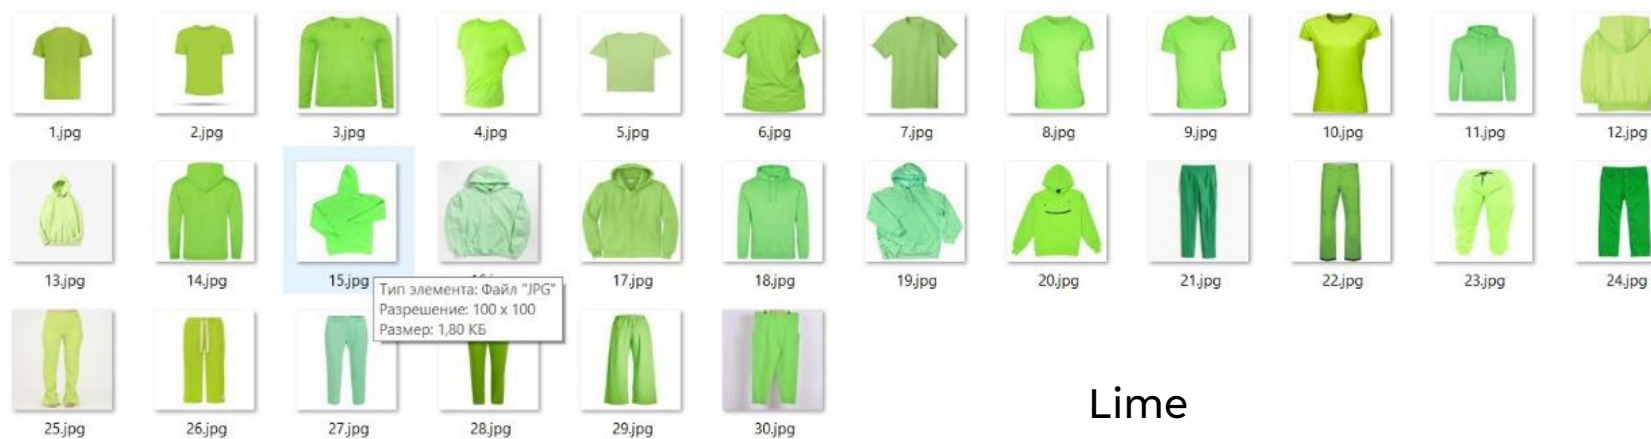 1.jpg 2.jpg 3.jpg 4.jpg 5.jpg 6.jpg 7.jpg 8.jpg 9.jpg 10.jpg 11.jpg 12.jpg
13.jpg 14.jpg 15.jpg 17.jpg 18.jpg 19.jpg 20.jpg 21.jpg 22.jpg 23.jpg 24.jpg
Тип элемента: Файл "JPG"
Разрешение: 100 x 100
Размер: 1,80 КБ
Lime
25.jpg 26.jpg 27.jpg 28.jpg 29.jpg 30.jpg